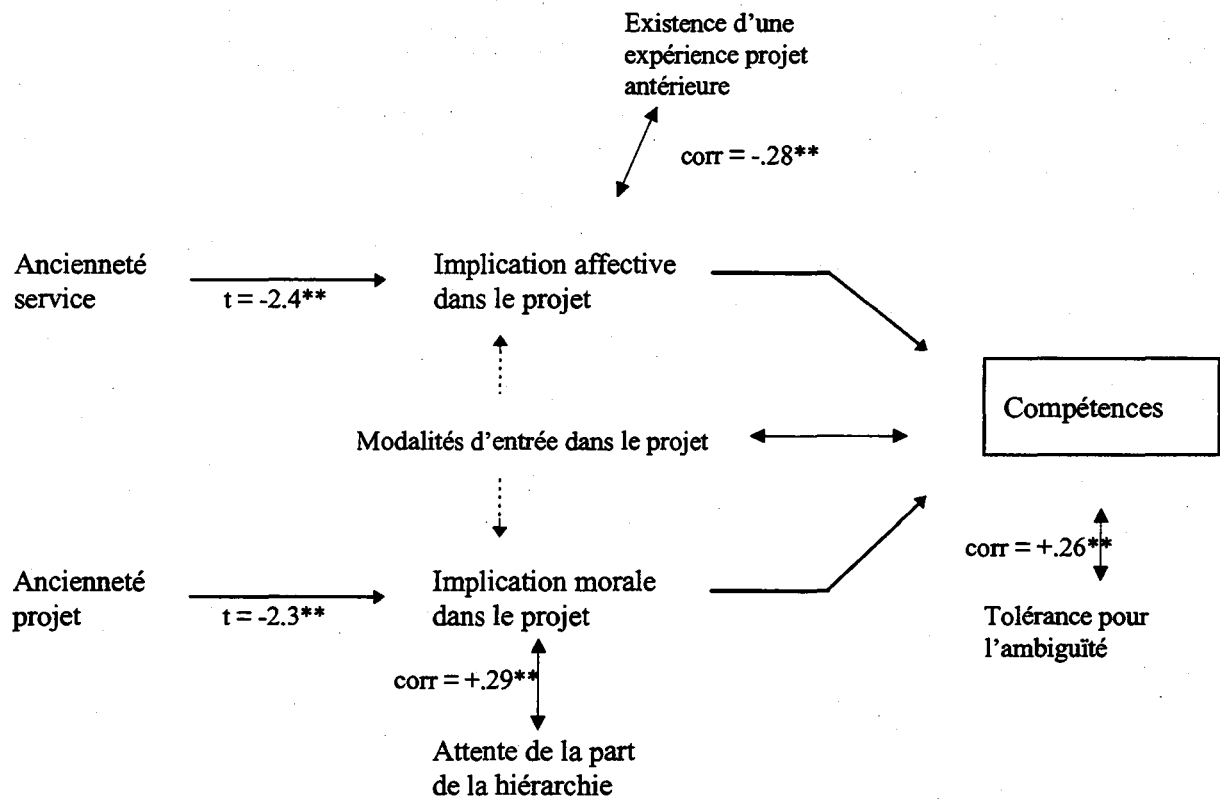 Existence d'une
expérience projet
antérieure
corr = -.28**
Ancienneté
service
t = -2.4**
Implication affective
dans le projet
Modalités d'entrée dans le projet
Compétences
Ancienneté
projet
t = -2.3**
Implication morale
dans le projet
corr = +.26**
Tolérance pour
l'ambiguïté
corr = +.29**
Attente de la part
de la hiérarchie